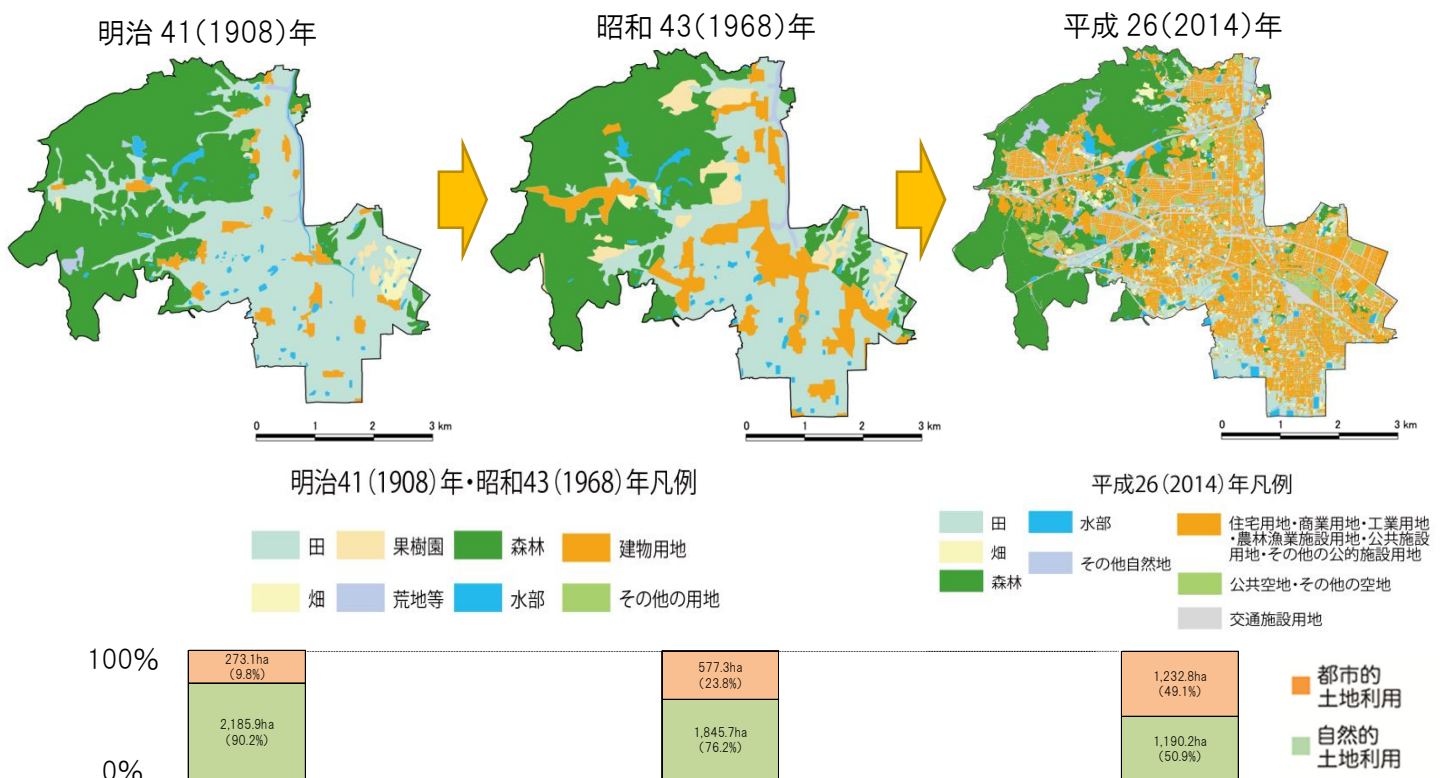 明治 41(1908)年
昭和 43(1968)年
平成 26(2014)年
0 1 2 3 km
0 1 2 3 km
0 1 2 3 km
明治41(1908)年・昭和43(1968)年凡例
田 果樹園 森林 建物用地
畑 荒地等 水部 その他の用地
平成26(2014)年凡例
田
畑
森林
水部
その他自然地
住宅用地・商業用地・工業用地
・農林漁業施設用地・公共施設
用地・その他の公的施設用地
公共空地・その他の空地
交通施設用地
100%
0%
273.1ha
(9.8%)
2,185.9ha
(90.2%)
577.3ha
(23.8%)
1,845.7ha
(76.2%)
1,232.8ha
(49.1%)
1,190.2ha
(50.9%)
都市的
土地利用
自然的
土地利用